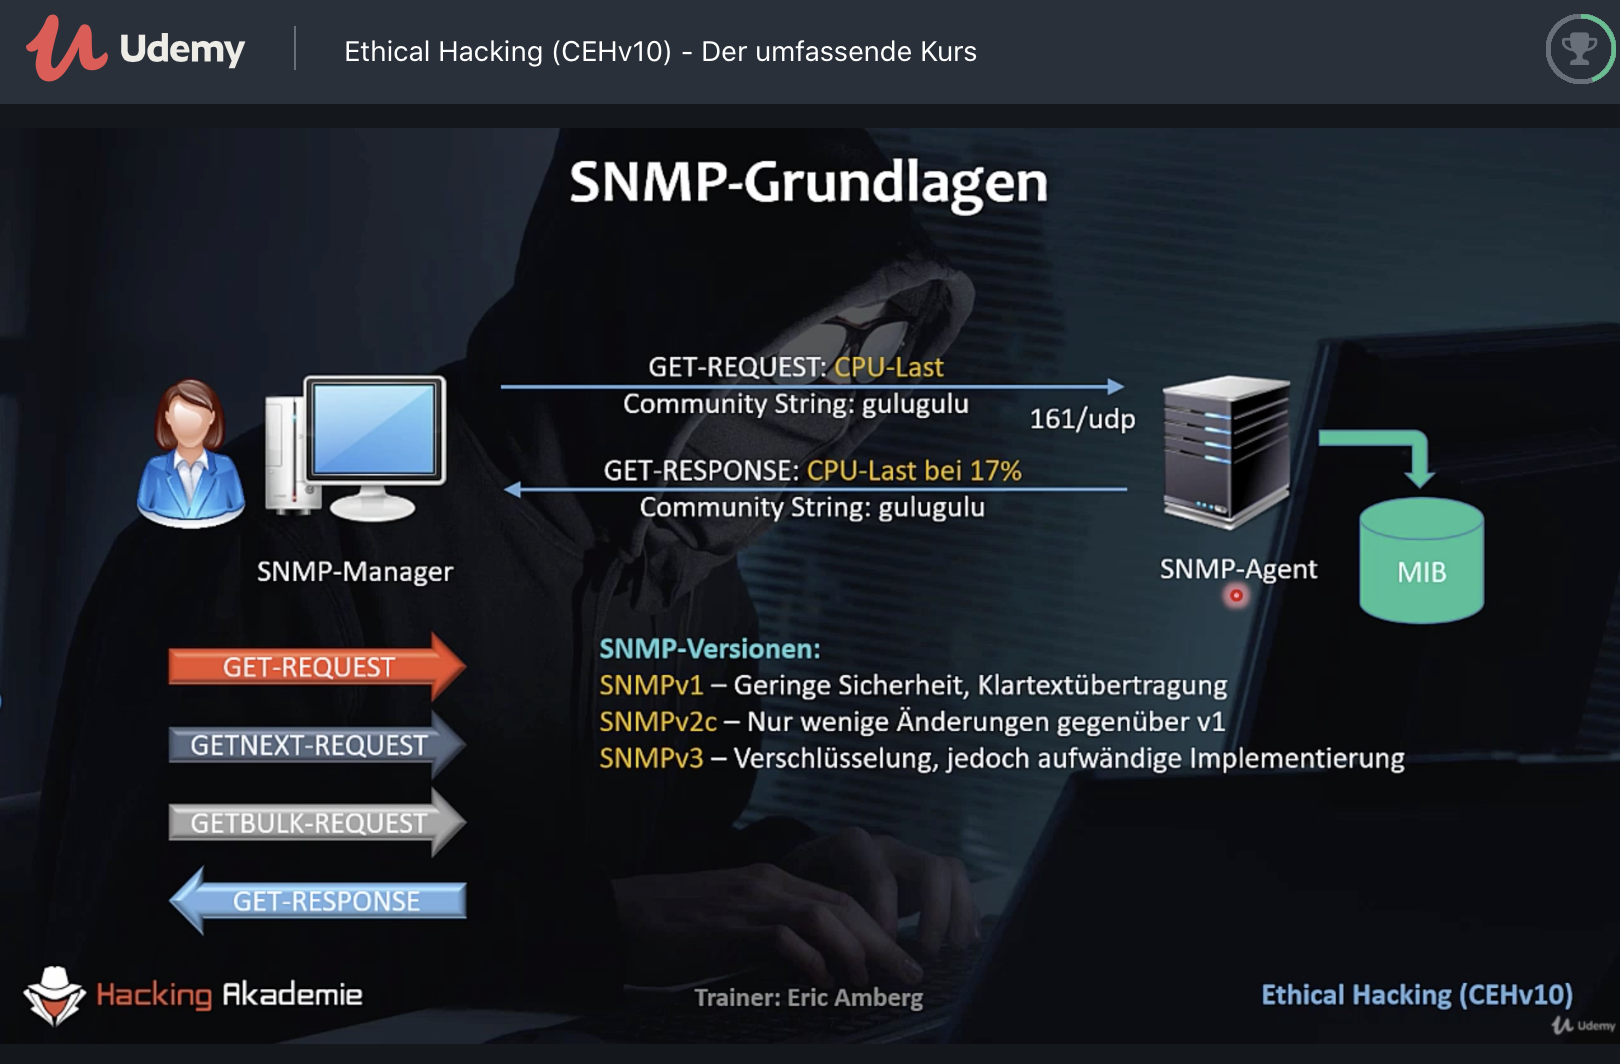 Udemy
Ethical Hacking (CEHv10) - Der umfassende Kurs
SNMP-Grundlagen
GET-REQUEST: CPU-Last
Community String: gulugulu
161/udp
GET-RESPONSE: CPU-Last bei 17%
Community String: gulugulu
SNMP-Manager
SNMP-Agent
MIB
GET-REQUEST
GETNEXT-REQUEST
GETBULK-REQUEST
GET-RESPONSE
SNMP-Versionen:
SNMPv1 – Geringe Sicherheit, Klartextübertragung
SNMPv2c – Nur wenige Änderungen gegenüber v1
SNMPv3 – Verschlüsselung, jedoch aufwändige Implementierung
Hacking Akademie
Trainer: Eric Amberg
Ethical Hacking (CEHv10)
Udemy